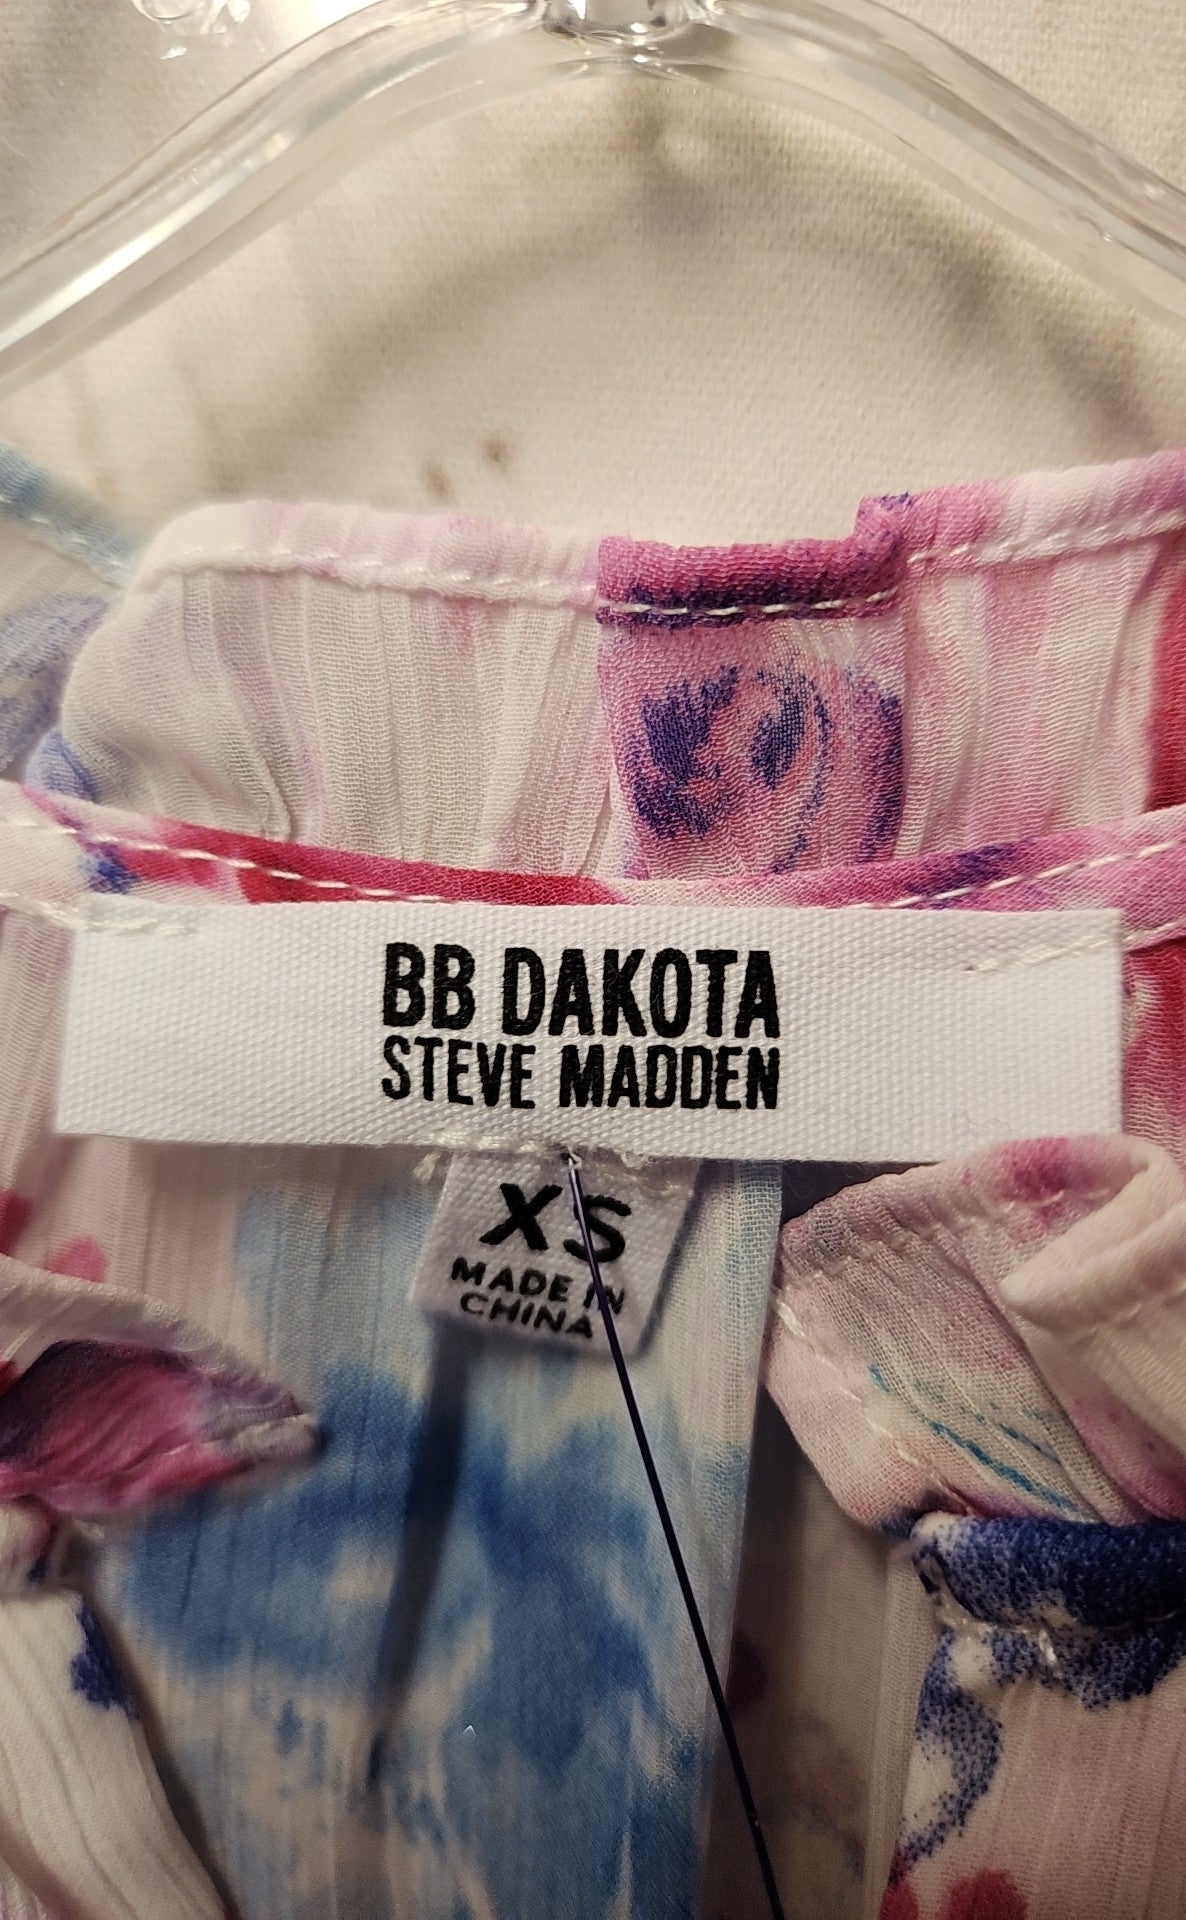 BB DAKOTA
STEVE MADDEN
XS
MADE IN
CHINA